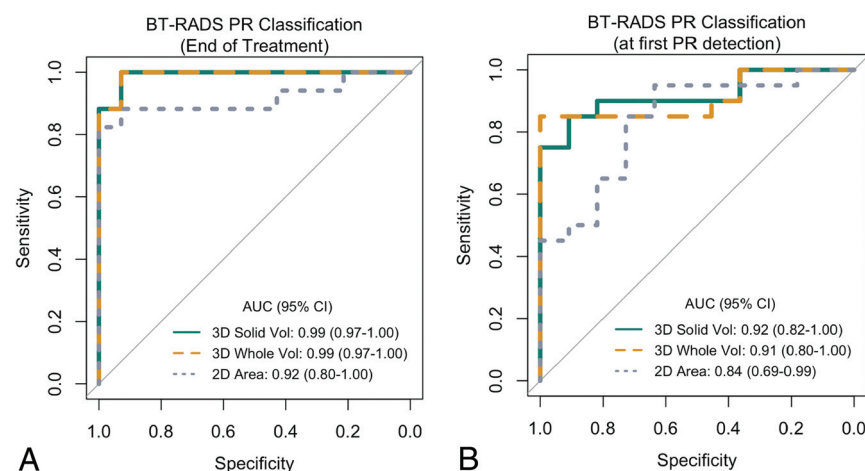 BT-RADS PR Classification
(End of Treatment)
Sensitivity
1.0
0.8
0.6
0.4
0.2
0.0
AUC (95% CI)
3D Solid Vol: 0.99 (0.97-1.00)
3D Whole Vol: 0.99 (0.97-1.00)
2D Area: 0.92 (0.80-1.00)
1.0 0.8 0.6 0.4 0.2 0.0
Specificity
A
BT-RADS PR Classification
(at first PR detection)
Sensitivity
1.0
0.8
0.6
0.4
0.2
0.0
AUC (95% CI)
3D Solid Vol: 0.92 (0.82-1.00)
3D Whole Vol: 0.91 (0.80-1.00)
2D Area: 0.84 (0.69-0.99)
1.0 0.8 0.6 0.4 0.2 0.0
Specificity
B